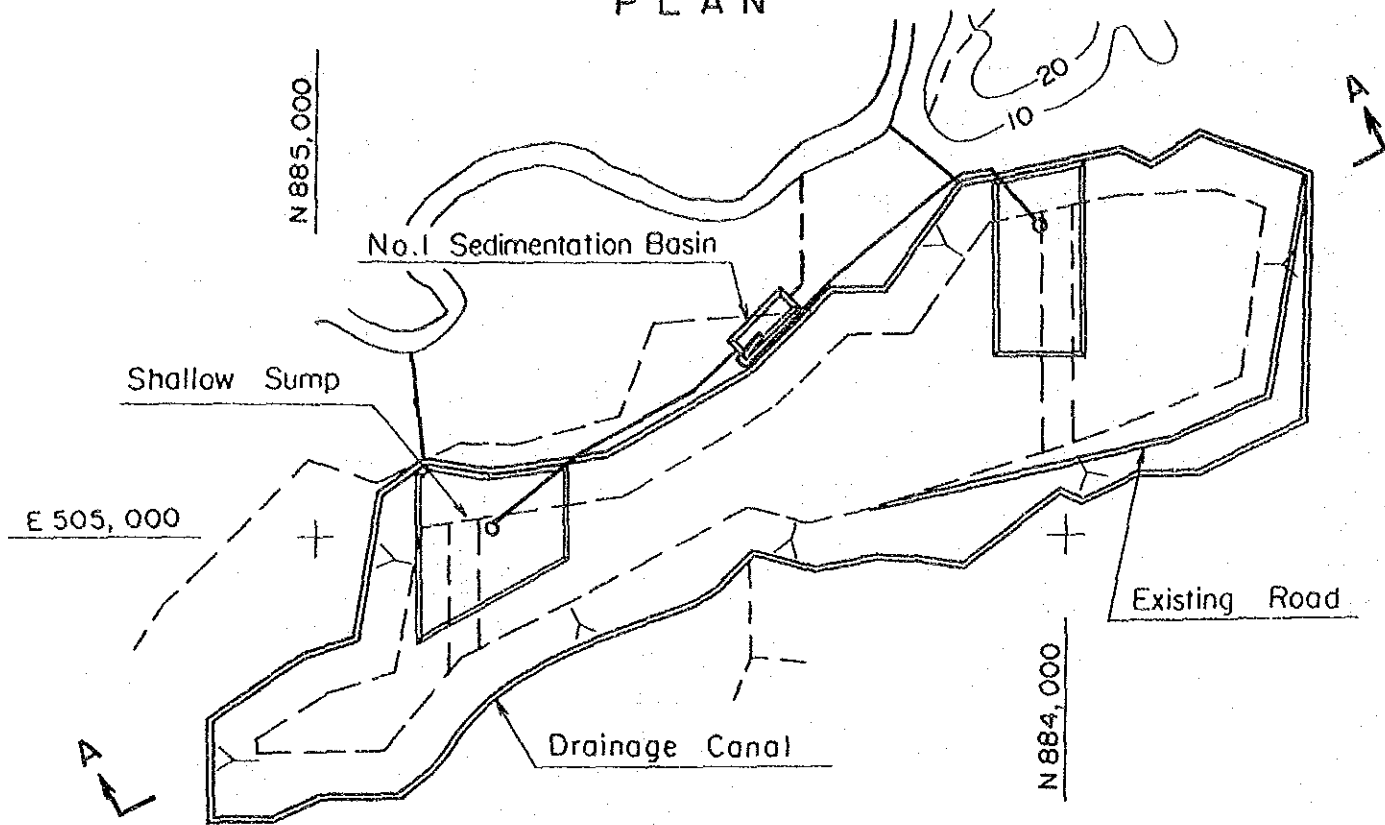 PLAN
N 885,000
20
10
A
No.1 Sedimentation Basin
Shallow Sump
E 505,000
Existing Road
N 884,000
Drainage Canal
A